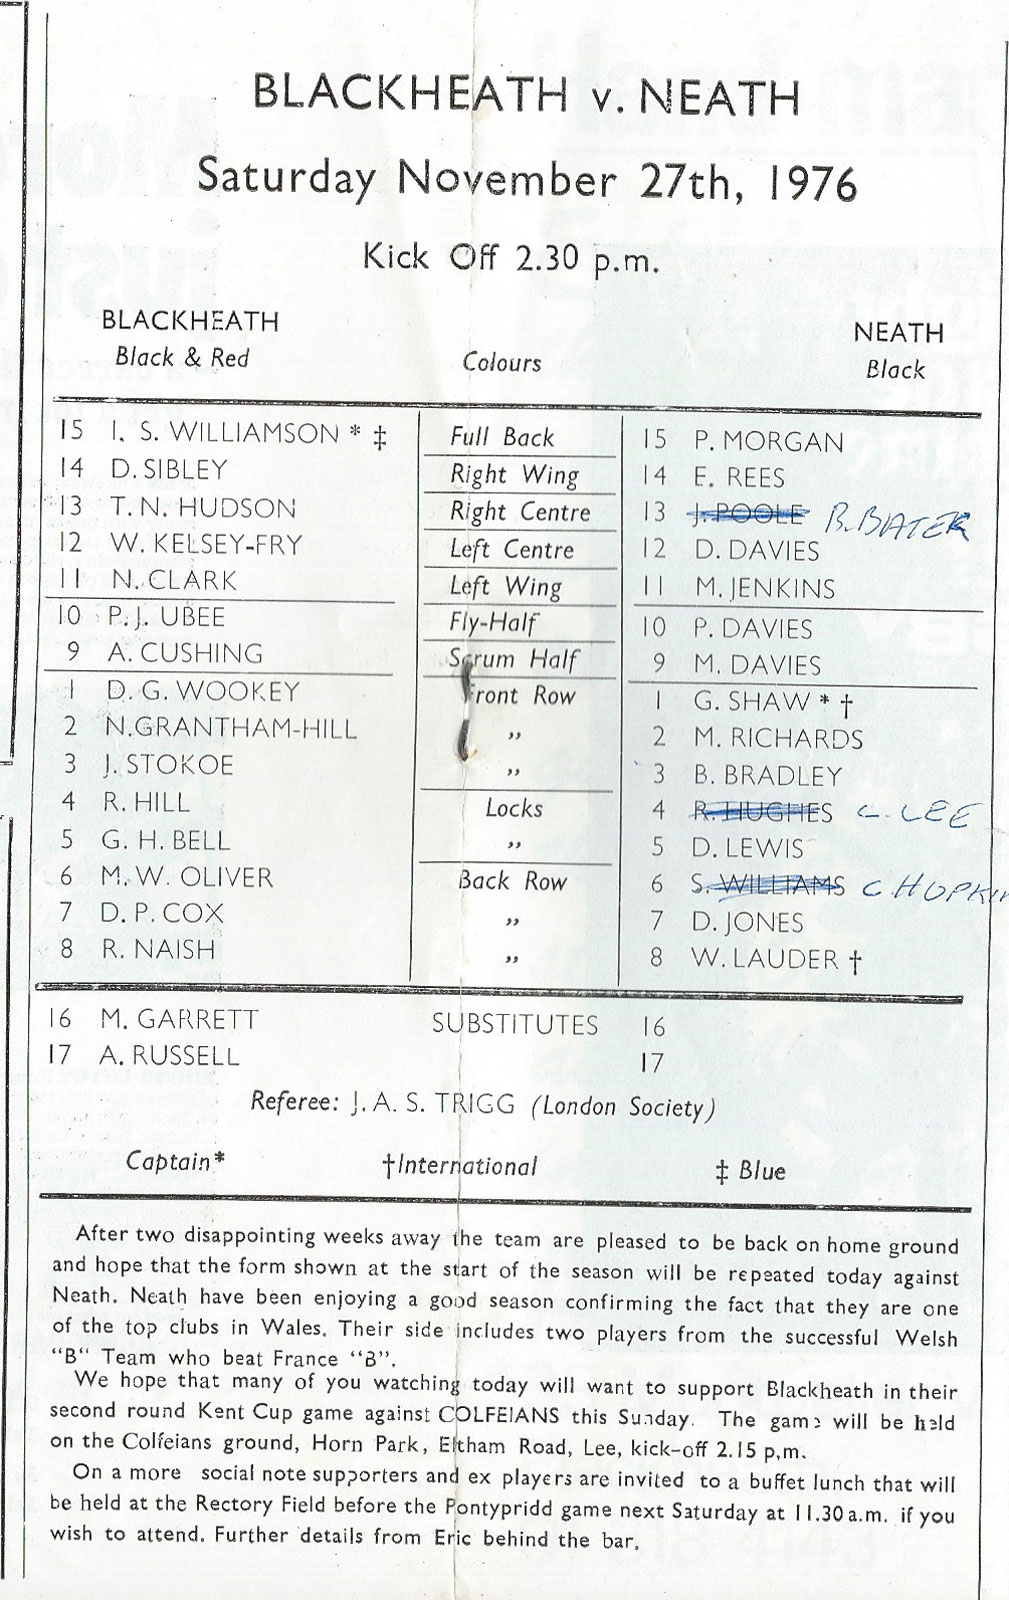 BLACKHEATH v. NEATH
Saturday November 27th, 1976
Kick Off 2.30 p.m.
BLACKHEATH NEATH
Black & Red Colours Black
15 I. S. WILLIAMSON * ‡ Full Back 15 P. MORGAN
14 D. SIBLEY Right Wing 14 E. REES
13 T. N. HUDSON Right Centre 13 J. POOLE B. BATER
12 W. KELSEY-FRY Left Centre 12 D. DAVIES
11 N. CLARK Left Wing 11 M. JENKINS
10 P. J. UBEE Fly-Half 10 P. DAVIES
9 A. CUSHING Scrum Half 9 M. DAVIES
1 D. G. WOOKEY Front Row 1 G. SHAW * †
2 N. GRANTHAM-HILL ,, 2 M. RICHARDS
3 J. STOKOE ,, 3 B. BRADLEY
4 R. HILL Locks 4 R. HUGHES C. LEE
5 G. H. BELL ,, 5 D. LEWIS
6 M. W. OLIVER Back Row 6 S. WILLIAMS C HOPKIN
7 D. P. COX ,, 7 D. JONES
8 R. NAISH ,, 8 W. LAUDER †
16 M. GARRETT SUBSTITUTES 16
17 A. RUSSELL 17
Referee: J. A. S. TRIGG (London Society)
Captain* †International ‡ Blue
After two disappointing weeks away the team are pleased to be back on home ground
and hope that the form shown at the start of the season will be repeated today against
Neath. Neath have been enjoying a good season confirming the fact that they are one
of the top clubs in Wales. Their side includes two players from the successful Welsh
"B" Team who beat France "B".
We hope that many of you watching today will want to support Blackheath in their
second round Kent Cup game against COLFEIANS this Sunday. The game will be held
on the Colfeians ground, Horn Park, Eltham Road, Lee, kick-off 2.15 p,m.
On a more social note supporters and ex players are invited to a buffet lunch that will
be held at the Rectory Field before the Pontypridd game next Saturday at 11.30 a.m. if you
wish to attend. Further details from Eric behind the bar.